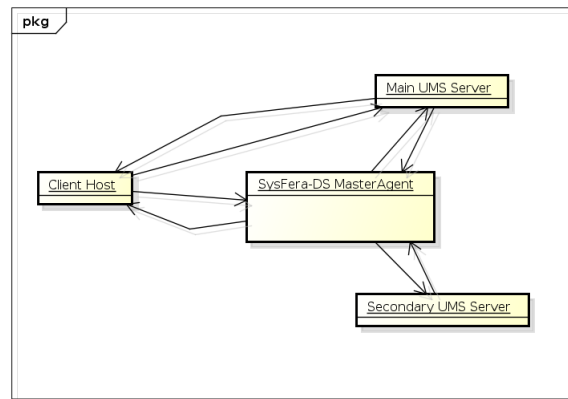 pkg
Main UMS Server
Client Host
SysFera-DS MasterAgent
Secondary UMS Server